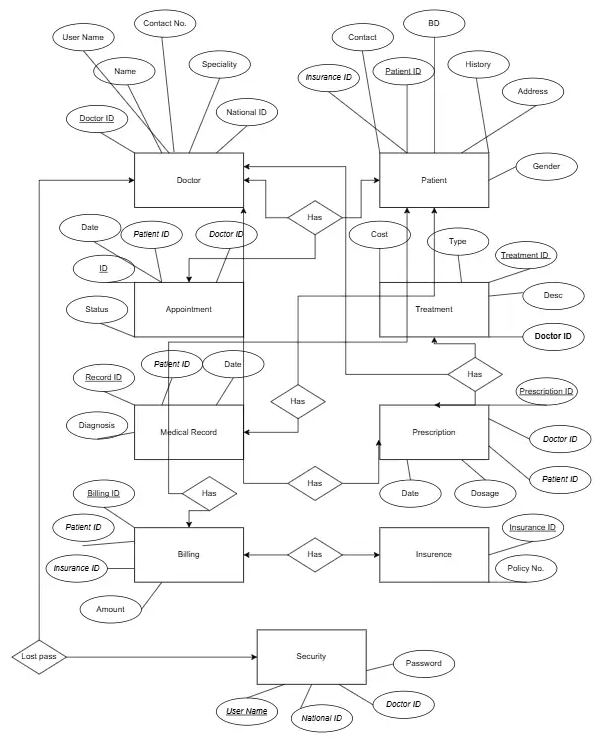 BD
Contact No.
User Name
Contact
Name
Speciality
Insurance ID
Patient ID
History
Address
National ID
Doctor ID
Gender
Doctor
Patient
Has
Date
Patient ID
Doctor ID
Cost
Type
Treatment ID
ID
Desc
Status
Appointment
Treatment
Doctor ID
Patient ID
Date
Has
Record ID
Prescription ID
Has
Diagnosis
Medical Record
Prescription
Doctor ID
Has
Patient ID
Billing ID
Has
Date
Dosage
Patient ID
Insurance ID
Billing
Has
Insurence
Insurance ID
Policy No.
Amount
Lost pass
Security
Password
User Name
National ID
Doctor ID